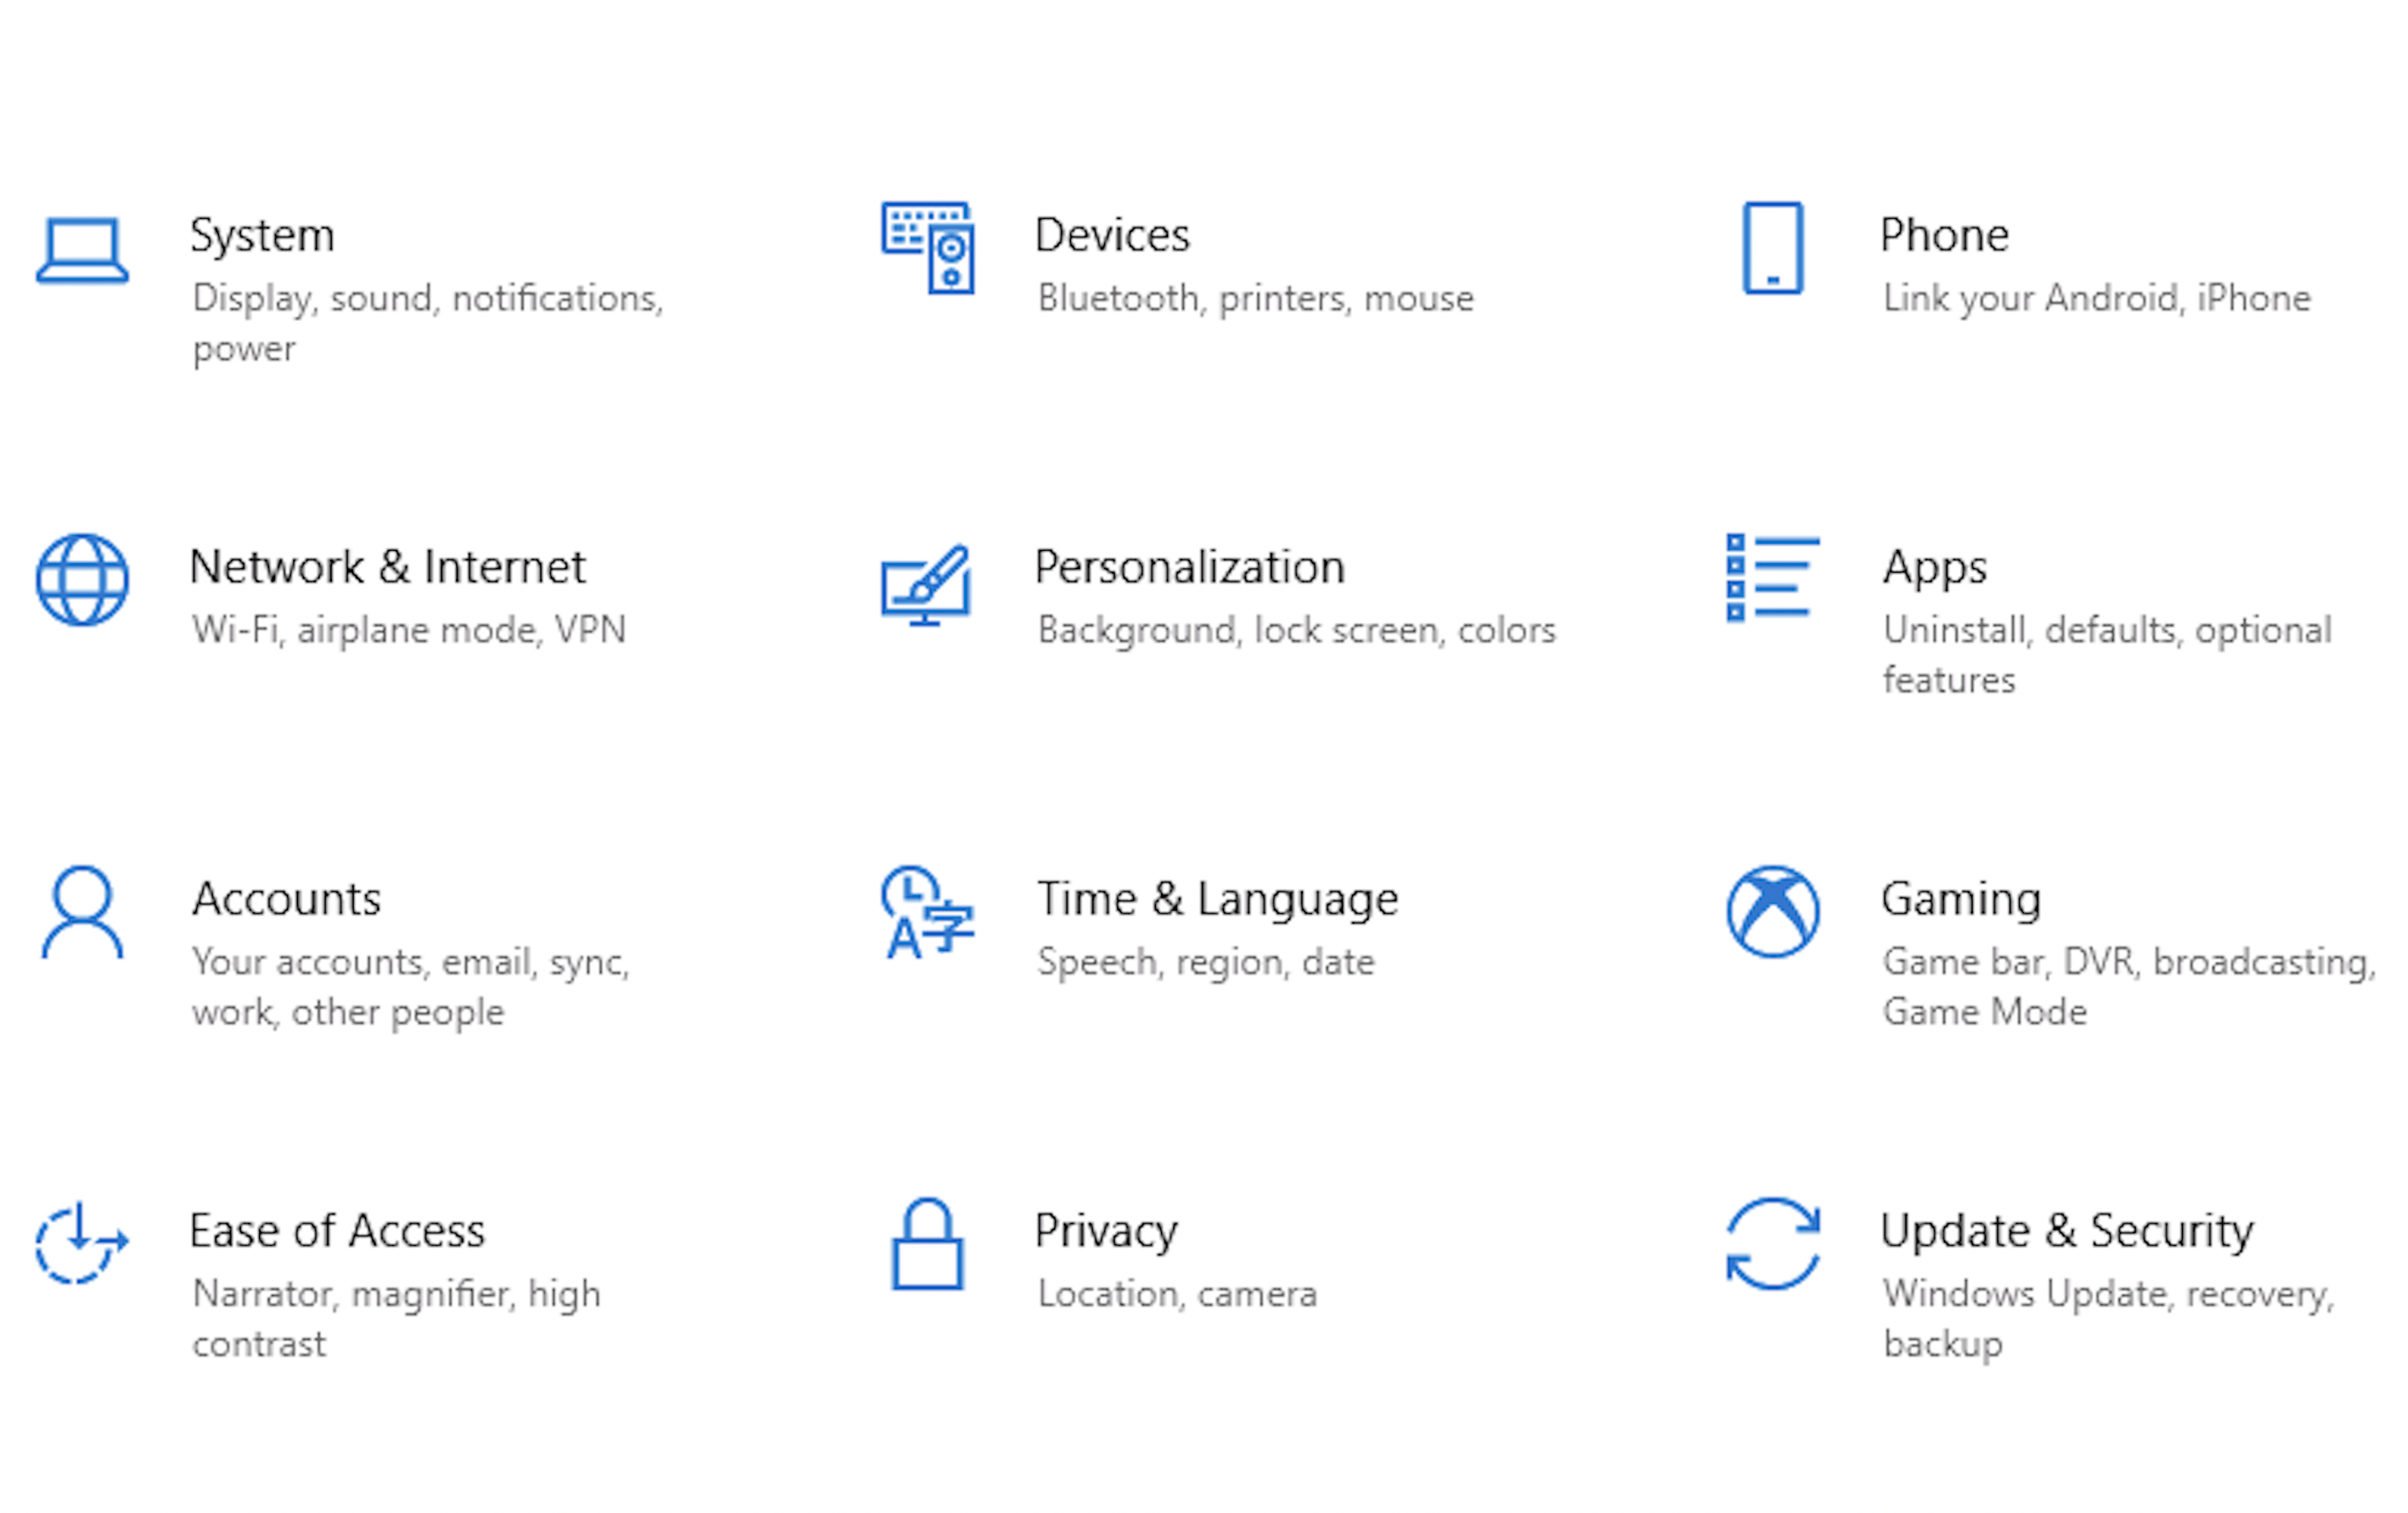 System
Display, sound, notifications,
power
Devices
Bluetooth, printers, mouse
Phone
Link your Android, iPhone
Network & Internet
Wi-Fi, airplane mode, VPN
Personalization
Background, lock screen, colors
Apps
Uninstall, defaults, optional
features
Accounts
Your accounts, email, sync,
work, other people
A字
Time & Language
Speech, region, date
Gaming
Game bar, DVR, broadcasting,
Game Mode
Ease of Access
Narrator, magnifier, high
contrast
Privacy
Location, camera
Update & Security
Windows Update, recovery,
backup